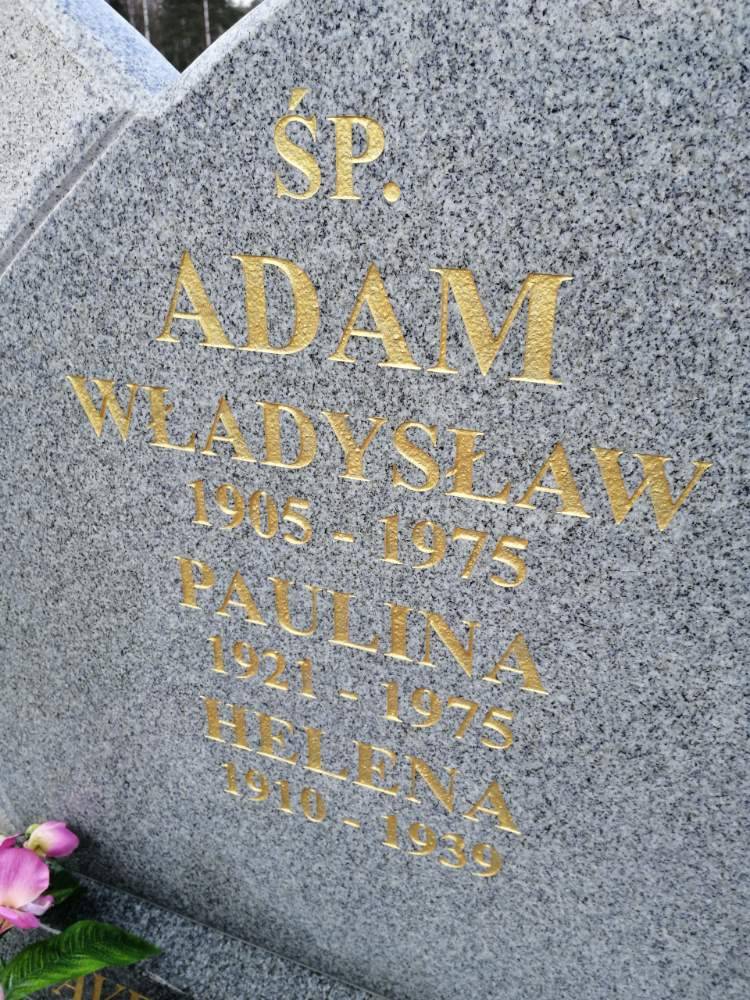 ŚP.
ADAM
WŁADYSŁAW
1905 - 1975
PAULINA
1921 - 1975
HELENA
1910 - 1939